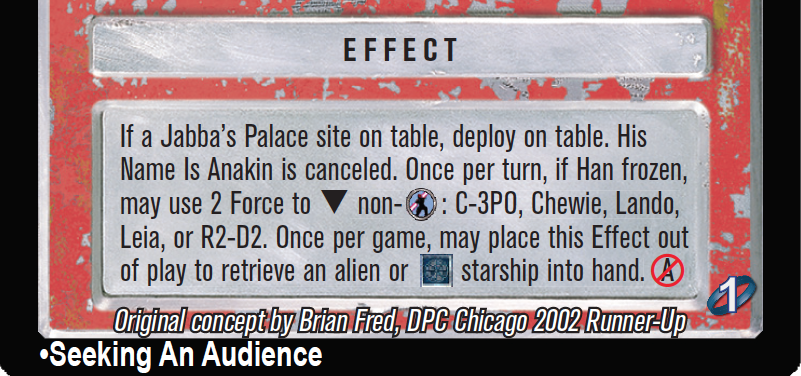 EFFECT
If a Jabba's Palace site on table, deploy on table. His
Name Is Anakin is canceled. Once per turn, if Han frozen,
may use 2 Force to ▼ non- : C-3PO, Chewie, Lando,
Leia, or R2-D2. Once per game, may place this Effect out
of play to retrieve an alien or starship into hand. A
1
Original concept by Brian Fred, DPC Chicago 2002 Runner-Up
•Seeking An Audience